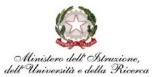 Ministero dell'Istruzione,
dell'Università e della Ricerca